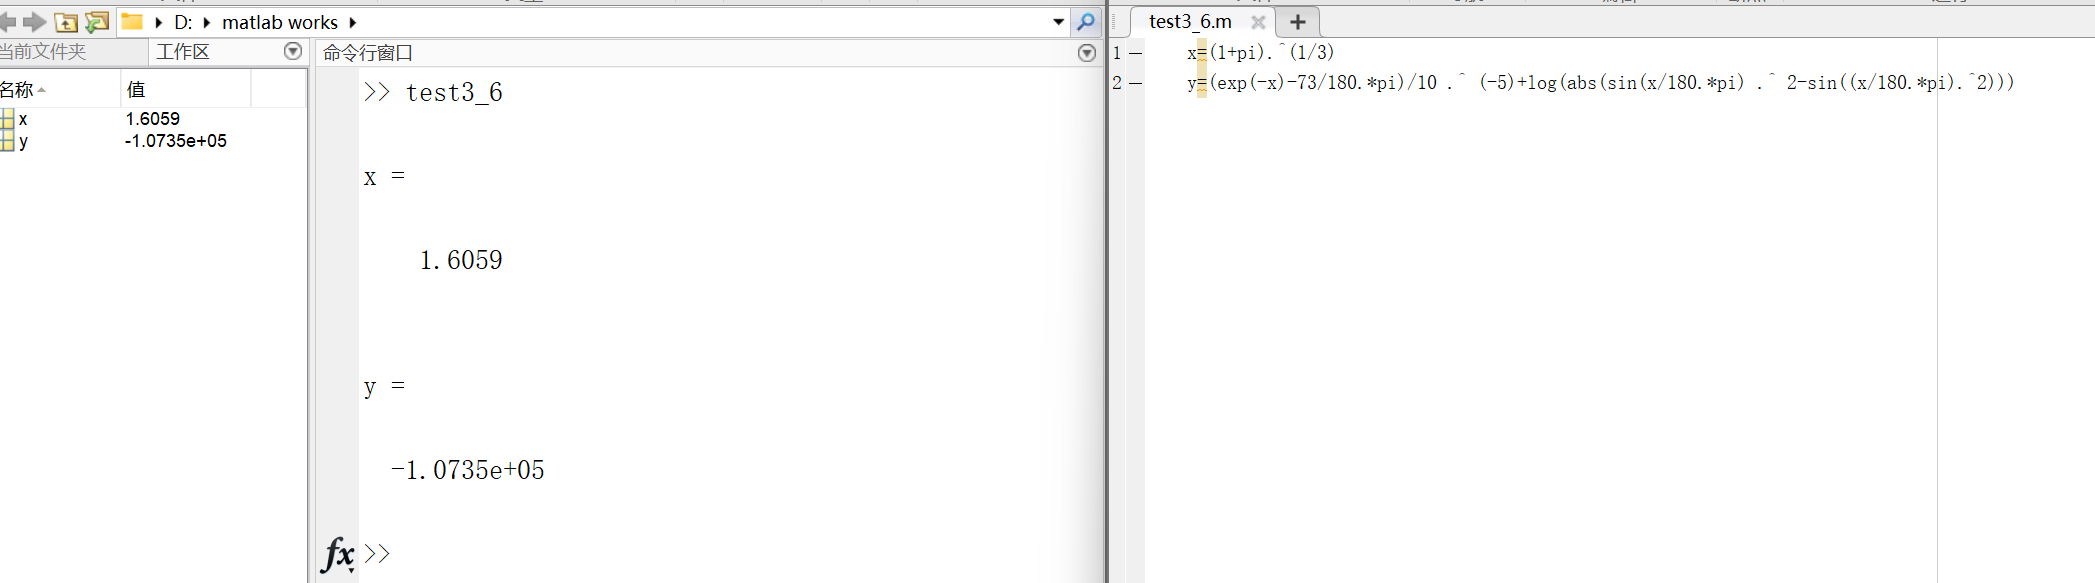 D: matlab works
当前文件夹 工作区
名称 值
x 1.6059
y -1.0735e+05
命令行窗口
>> test3_6
x =
1.6059
y =
-1.0735e+05
fx >>
test3_6.m
1 x=(1+pi).^(1/3)
2 y=(exp(-x)-73/180.*pi)/10 .^ (-5)+log(abs(sin(x/180.*pi) .^ 2-sin((x/180.*pi).^2)))